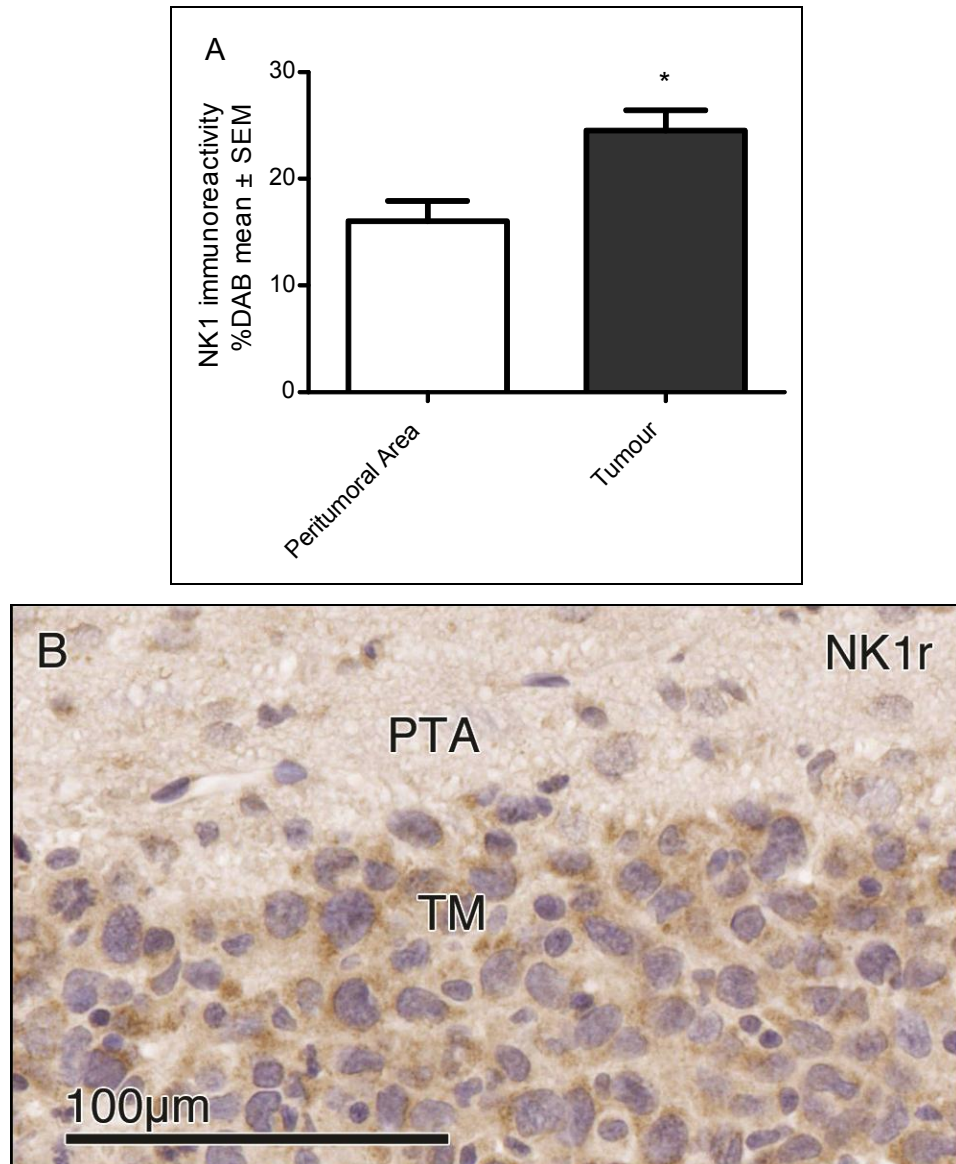 A
NK1 immunoreactivity
%DAB mean ± SEM
30
20
10
0
*
Peritumoral Area
Tumour
B
NK1r
PTA
TM
100µm